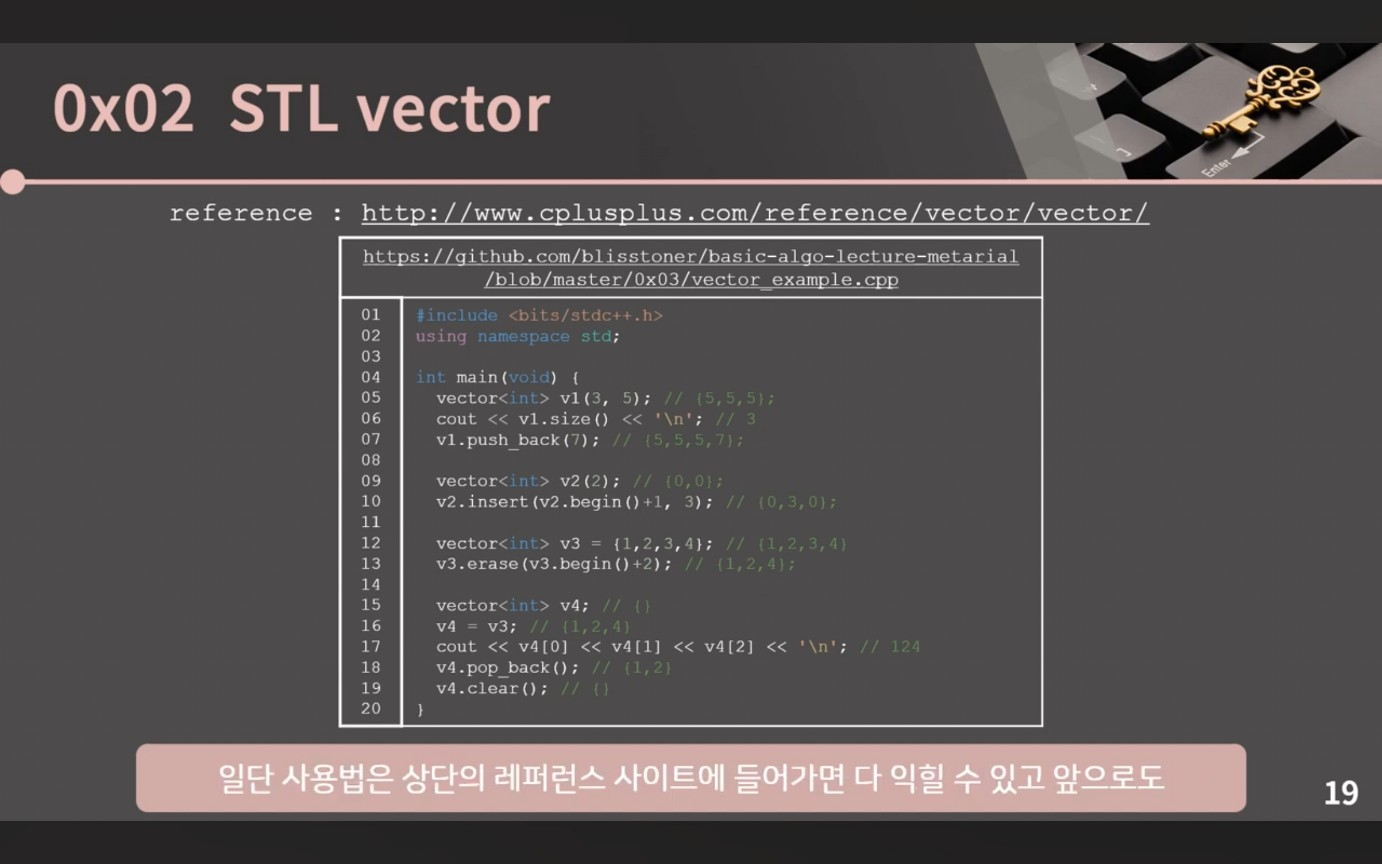 0x02 STL vector
Enter
reference : http://www.cplusplus.com/reference/vector/vector/
https://github.com/blisstoner/basic-algo-lecture-metarial
/blob/master/0x03/vector_example.cpp
01 #include <bits/stdc++.h>
02 using namespace std;
03
04 int main(void) {
05 vector<int> v1(3, 5); // {5,5,5};
06 cout << v1.size() << '\n'; // 3
07 v1.push_back(7); // {5,5,5,7};
08
09 vector<int> v2(2); // {0,0};
10 v2.insert(v2.begin()+1, 3); // {0,3,0};
11
12 vector<int> v3 = {1,2,3,4}; // {1,2,3,4}
13 v3.erase(v3.begin()+2); // {1,2,4};
14
15 vector<int> v4; // {}
16 v4 = v3; // {1,2,4}
17 cout << v4[0] << v4[1] << v4[2] << '\n'; // 124
18 v4.pop_back(); // {1,2}
19 v4.clear(); // {}
20 }
일단 사용법은 상단의 레퍼런스 사이트에 들어가면 다 익힐 수 있고 앞으로도
19